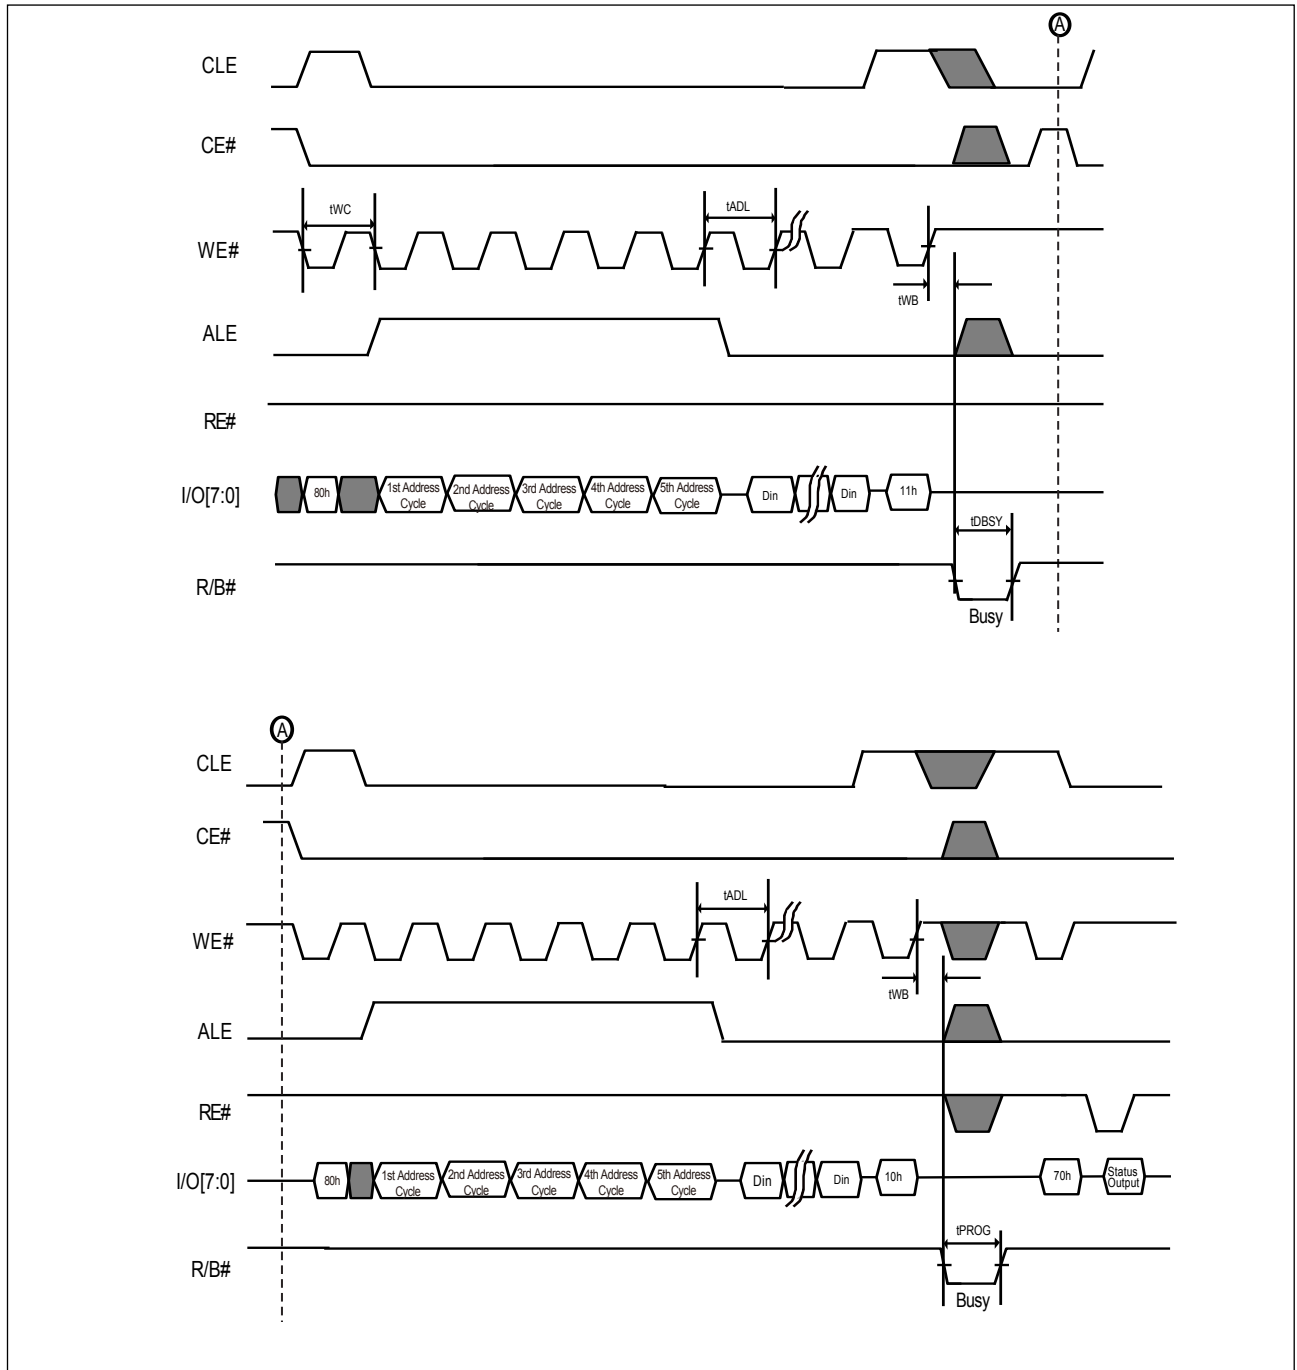 A
CLE
CE#
tWC
tADL
WE#
tWB
ALE
RE#
I/O[7:0]
80h
1st Address
Cycle
2nd Address
Cycle
3rd Address
Cycle
4th Address
Cycle
5th Address
Cycle
Din
Din
11h
tDBSY
R/B#
Busy
A
CLE
CE#
tADL
WE#
tWB
ALE
RE#
I/O[7:0]
80h
1st Address
Cycle
2nd Address
Cycle
3rd Address
Cycle
4th Address
Cycle
5th Address
Cycle
Din
Din
10h
70h
Status
Output
tPROG
R/B#
Busy